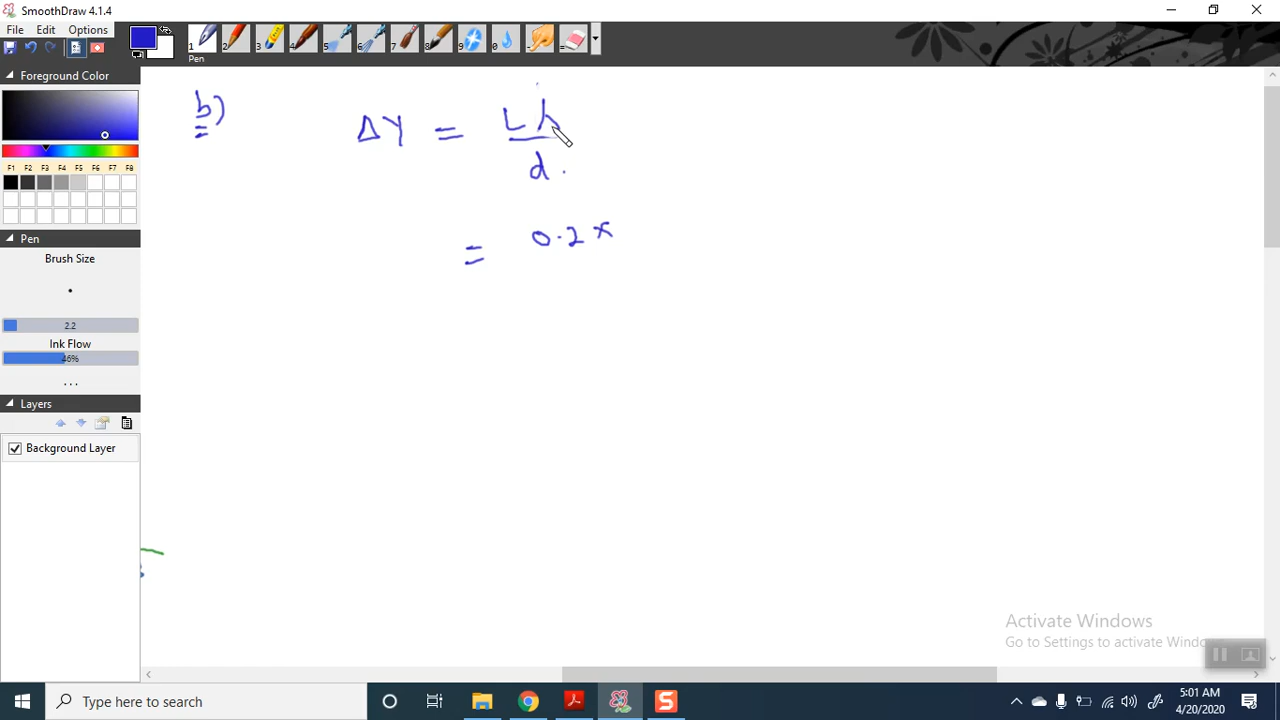 SmoothDraw 4.1.4
File Edit Options
Pen
Foreground Color
F1 F2 F3 F4 F5 F6 F7 F8
Pen
Brush Size
2.2
Ink Flow
46%
...
Layers
Background Layer
b) ΔY = Lλ
d.
= 0.2 x
Activate Windows
Go to Settings to activate Windows
Type here to search
5:01 AM
4/20/2020